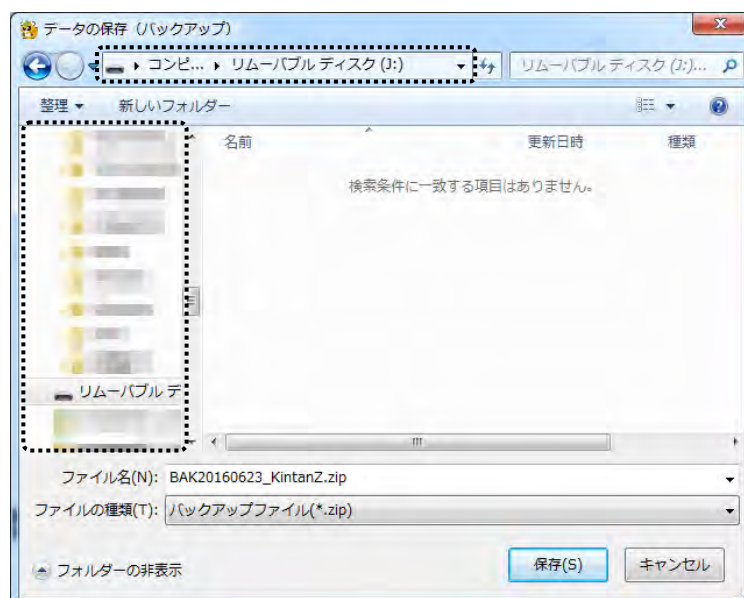 データの保存（バックアップ）
コンピ... リムーバブル ディスク (J:)
リムーバブル ディスク (J:)...
整理 新しいフォルダー
名前 更新日時 種類
検索条件に一致する項目はありません。
リムーバブル デ
ファイル名(N): BAK20160623_KintanZ.zip
ファイルの種類(T): バックアップファイル(*.zip)
フォルダーの非表示 保存(S) キャンセル